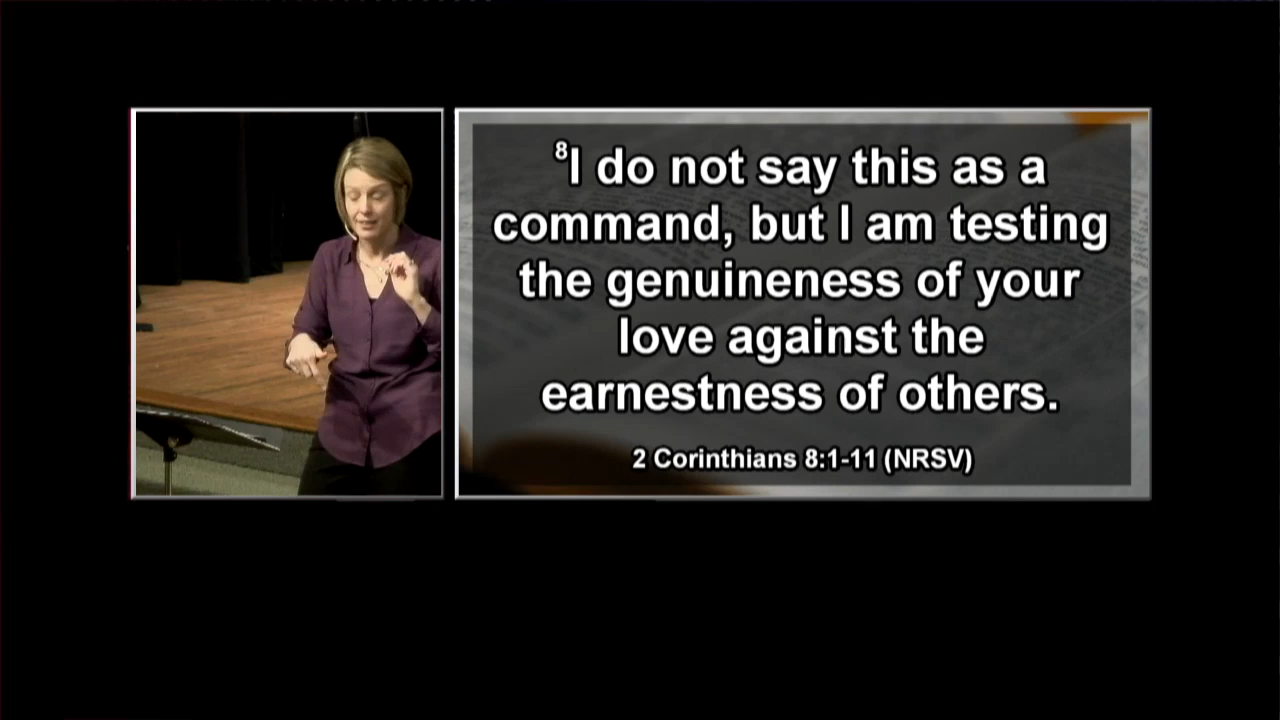 ⁸I do not say this as a
command, but I am testing
the genuineness of your
love against the
earnestness of others.
2 Corinthians 8:1-11 (NRSV)